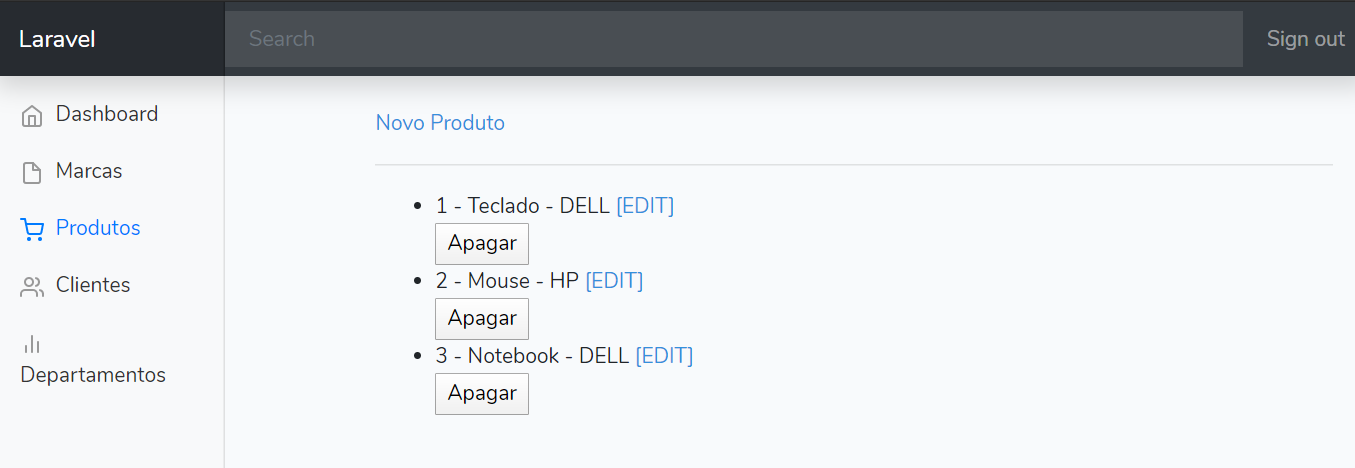 Laravel
Search
Sign out
Dashboard
Marcas
Produtos
Clientes
Departamentos
Novo Produto
1 - Teclado - DELL [EDIT]
Apagar
2 - Mouse - HP [EDIT]
Apagar
3 - Notebook - DELL [EDIT]
Apagar